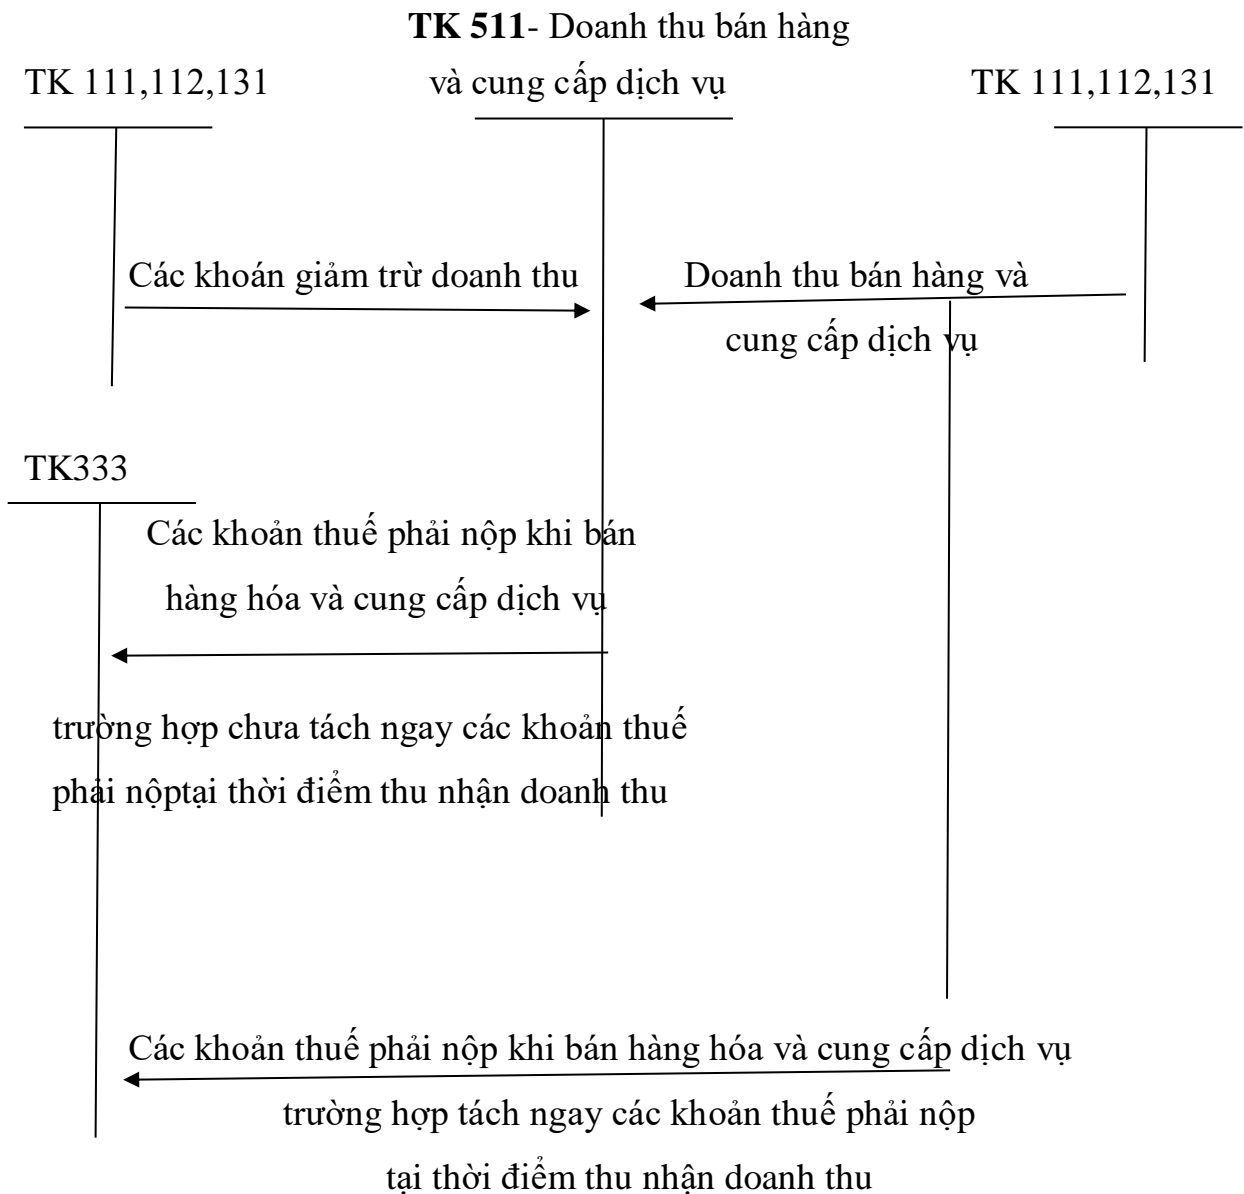 TK 511- Doanh thu bán hàng
TK 111,112,131
và cung cấp dịch vụ
TK 111,112,131
Các khoán giảm trừ doanh thu
Doanh thu bán hàng và
cung cấp dịch vụ
TK333
Các khoản thuế phải nộp khi bán
hàng hóa và cung cấp dịch vụ
trường hợp chưa tách ngay các khoản thuế
phải nộptại thời điểm thu nhận doanh thu
Các khoản thuế phải nộp khi bán hàng hóa và cung cấp dịch vụ
trường hợp tách ngay các khoản thuế phải nộp
tại thời điểm thu nhận doanh thu